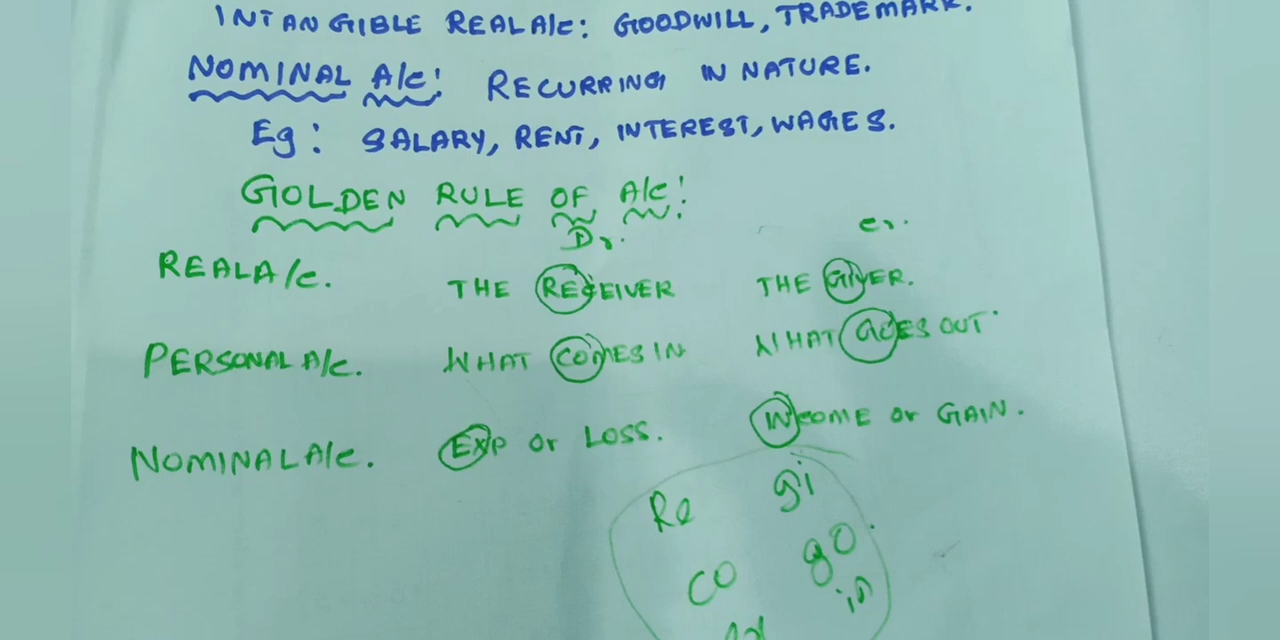 INTANGIBLE REAL A/c: GOODWILL, TRADEMARK.
NOMINAL A/c: RECURRING IN NATURE.
Eg: SALARY, RENT, INTEREST, WAGES.
GOLDEN RULE OF A/c:
Dr. Cr.
REAL A/c. THE RECEIVER THE GIVER.
PERSONAL A/c. WHAT COMES IN WHAT GOES OUT.
NOMINAL A/c. EXP or LOSS. INCOME or GAIN.
Re gi
CO go
in